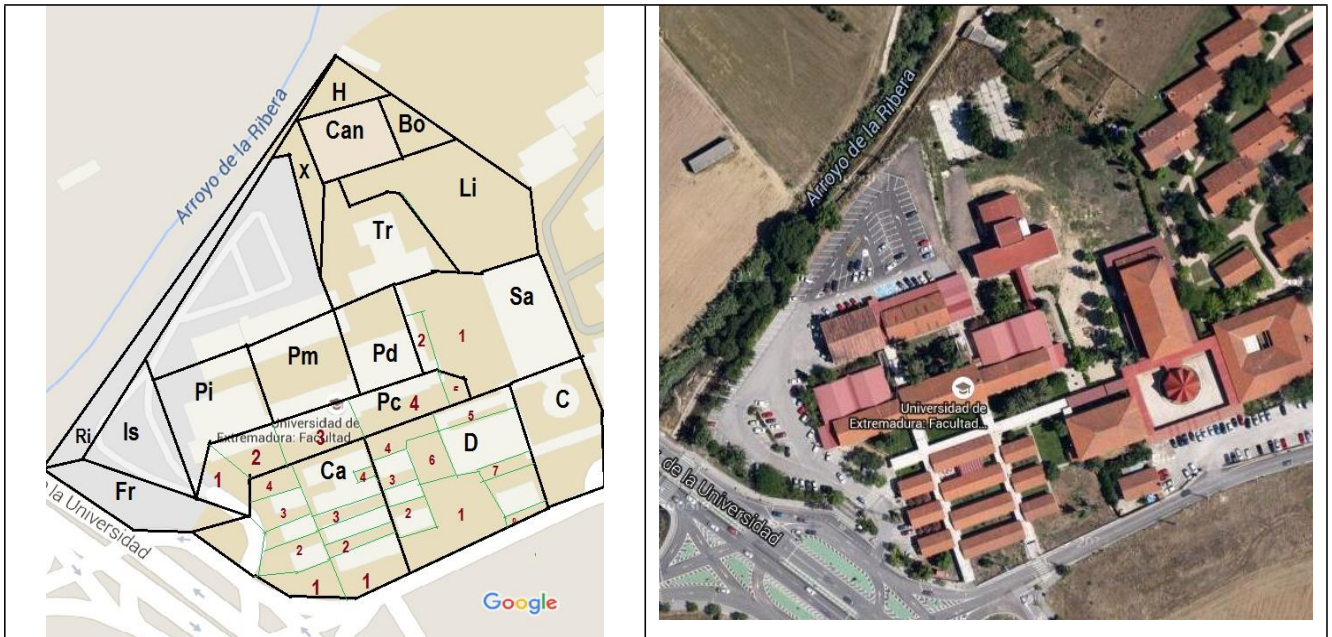 H
Can
Bo
X
Li
Arroyo de la Ribera
Tr
Sa
Pm
Pd
2
1
Pi
Pc
4
C
Universidad de
Extremadura: Facultad
5
D
Is
Ri
3
2
1
Ca
4
6
4
4
3
7
Fr
3
3
2
1
2
2
1
1
de la Universidad
Google
Arroyo de la Ribera
Universidad de
Extremadura: Facultad...
de la Universidad